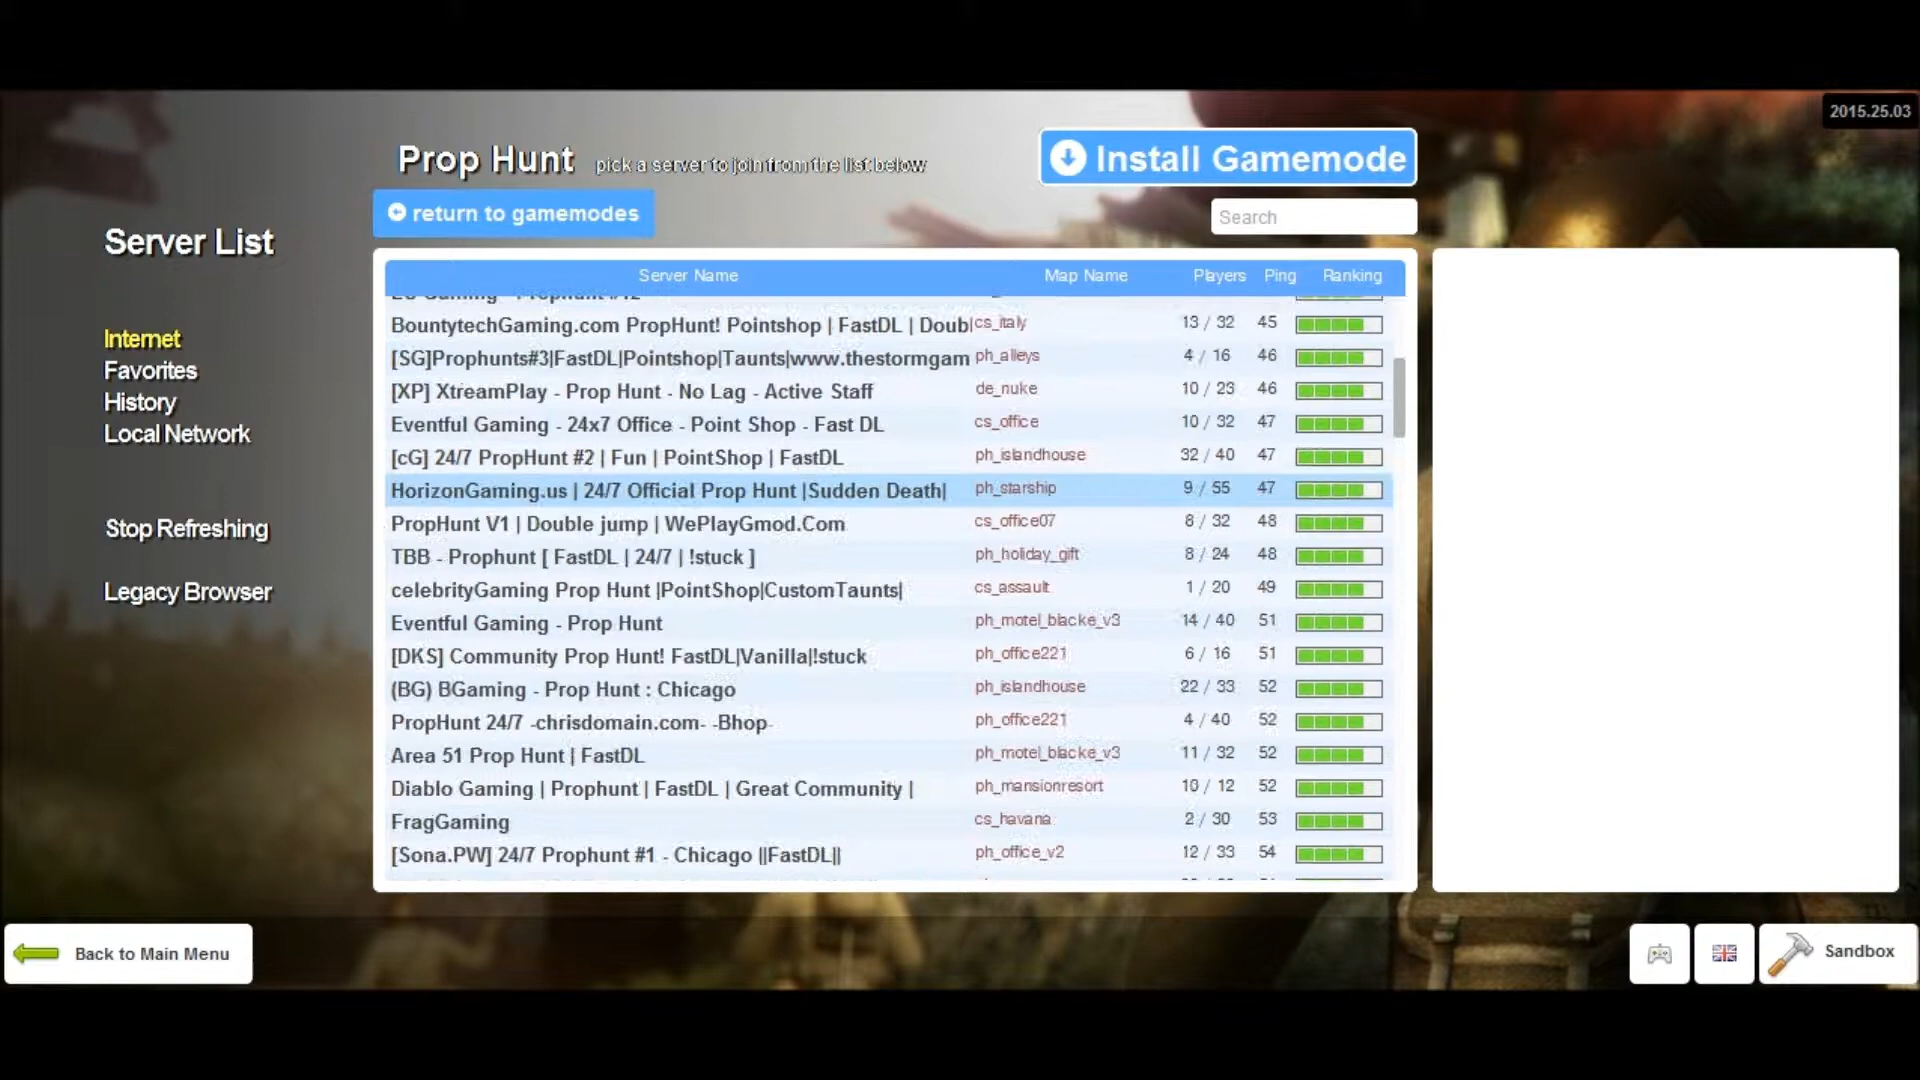 2015.25.03
Prop Hunt pick a server to join from the list below
Install Gamemode
return to gamemodes
Search
Server List
Internet
Favorites
History
Local Network
Stop Refreshing
Legacy Browser
Server Name Map Name Players Ping Ranking
BountytechGaming.com PropHunt! Pointshop | FastDL | Doubl cs_italy 13 / 32 45
[SG]Prophunts#3|FastDL|Pointshop|Taunts|www.thestormgam ph_alleys 4 / 16 46
[XP] XtreamPlay - Prop Hunt - No Lag - Active Staff de_nuke 10 / 23 46
Eventful Gaming - 24x7 Office - Point Shop - Fast DL cs_office 10 / 32 47
[cG] 24/7 PropHunt #2 | Fun | PointShop | FastDL ph_islandhouse 32 / 40 47
HorizonGaming.us | 24/7 Official Prop Hunt |Sudden Death| ph_starship 9 / 55 47
PropHunt V1 | Double jump | WePlayGmod.Com cs_office07 8 / 32 48
TBB - Prophunt [ FastDL | 24/7 | !stuck ] ph_holiday_gift 8 / 24 48
celebrityGaming Prop Hunt |PointShop|CustomTaunts| cs_assault 1 / 20 49
Eventful Gaming - Prop Hunt ph_motel_blacke_v3 14 / 40 51
[DKS] Community Prop Hunt! FastDL|Vanilla|!stuck ph_office221 6 / 16 51
(BG) BGaming - Prop Hunt : Chicago ph_islandhouse 22 / 33 52
PropHunt 24/7 -chrisdomain.com- -Bhop- ph_office221 4 / 40 52
Area 51 Prop Hunt | FastDL ph_motel_blacke_v3 11 / 32 52
Diablo Gaming | Prophunt | FastDL | Great Community | ph_mansionresort 10 / 12 52
FragGaming cs_havana 2 / 30 53
[Sona.PW] 24/7 Prophunt #1 - Chicago ||FastDL|| ph_office_v2 12 / 33 54
Back to Main Menu
Sandbox